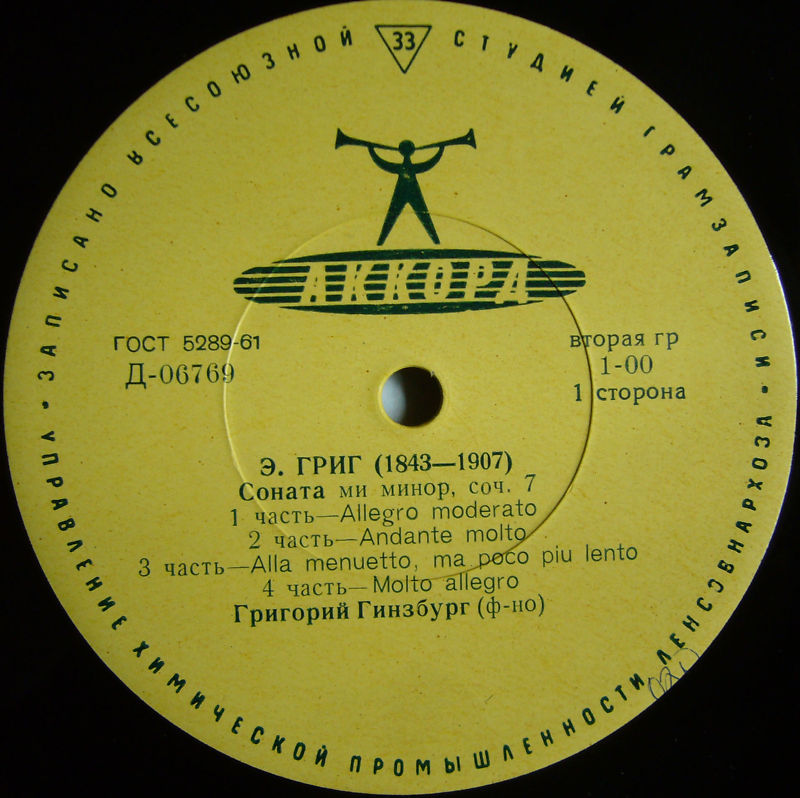 ЗАПИСАНО ВСЕСОЮЗНОЙ СТУДИЕЙ ГРАМЗАПИСИ
33
АККОРД
ГОСТ 5289-61
Д-06769
вторая гр
1-00
1 сторона
Э. ГРИГ (1843—1907)
Соната ми минор, соч. 7
1 часть—Allegro moderato
2 часть—Andante molto
3 часть—Alla menuetto, ma poco piu lento
4 часть—Molto allegro
Григорий Гинзбург (ф-но)
УПРАВЛЕНИЕ ХИМИЧЕСКОЙ ПРОМЫШЛЕННОСТИ ЛЕНСОВНАРХОЗА